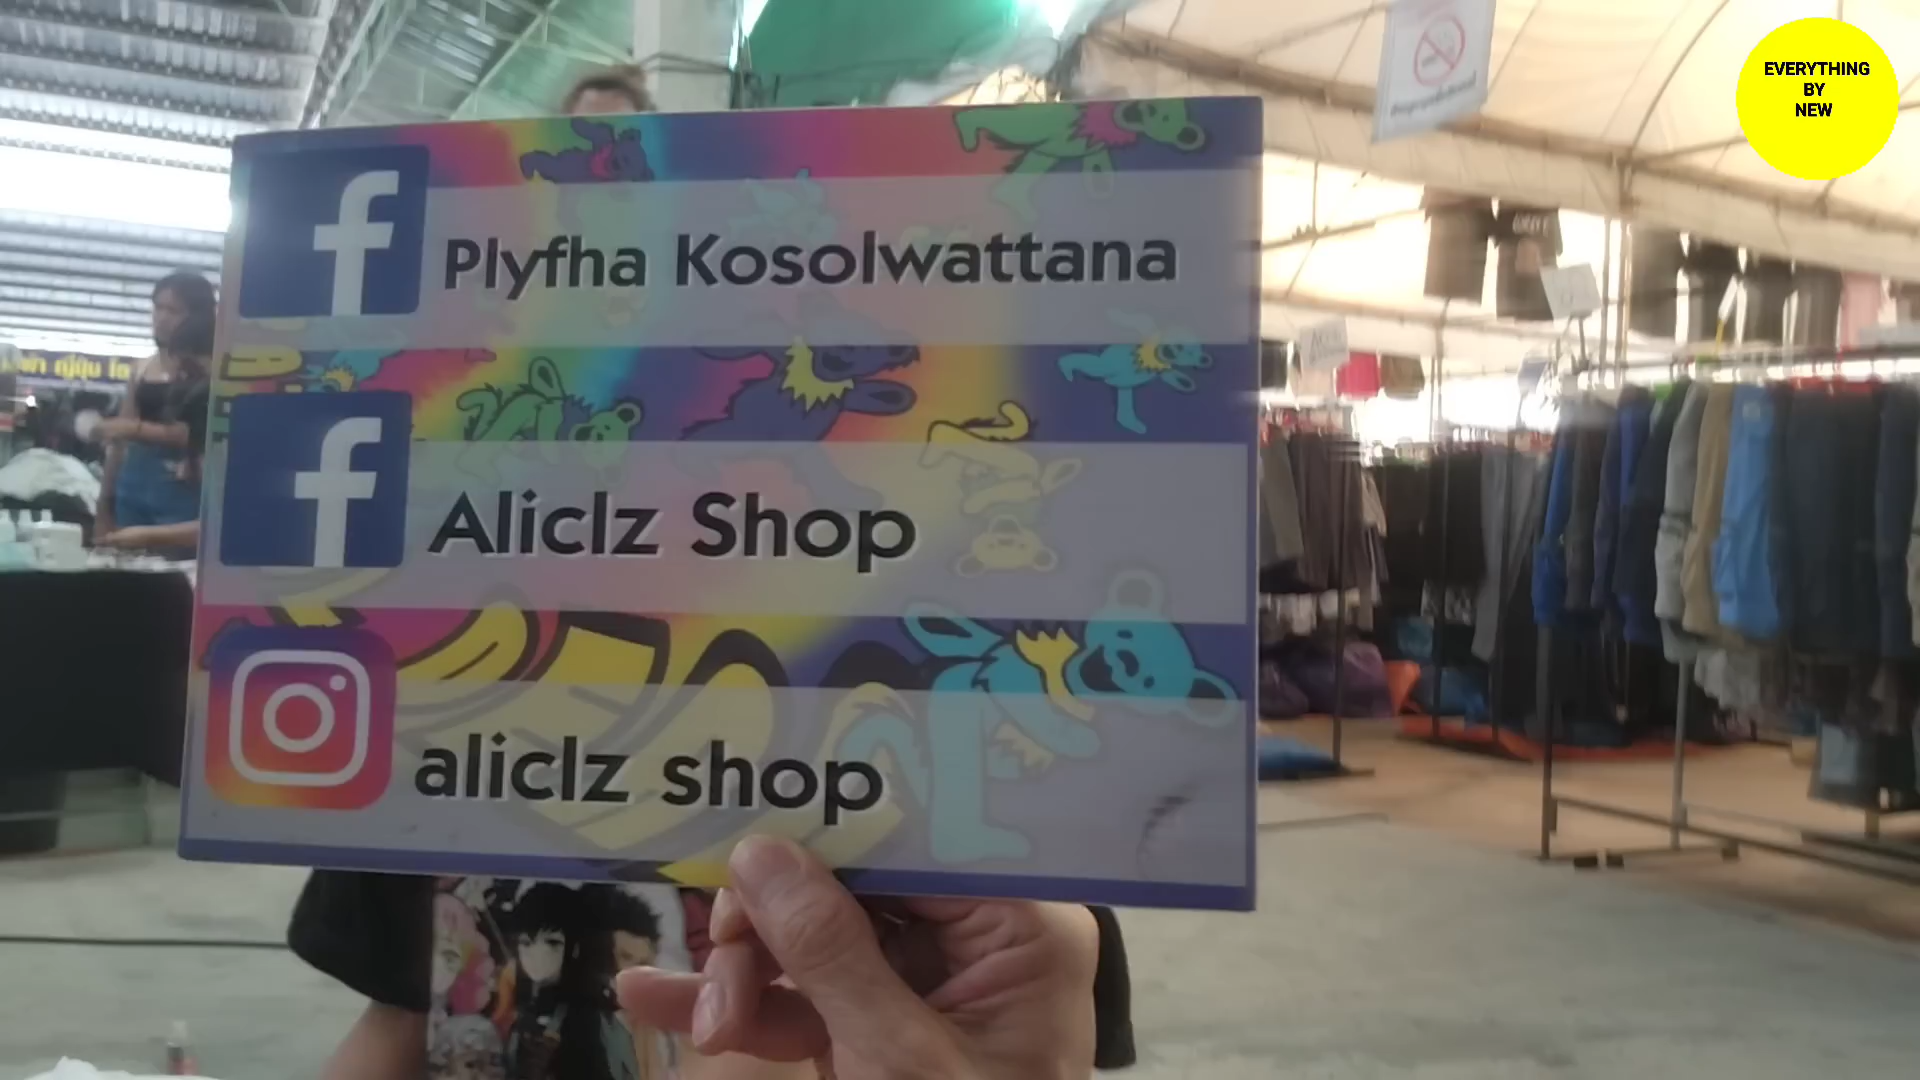 EVERYTHING
BY
NEW
Plyfha Kosolwattana
Aliclz Shop
aliclz shop